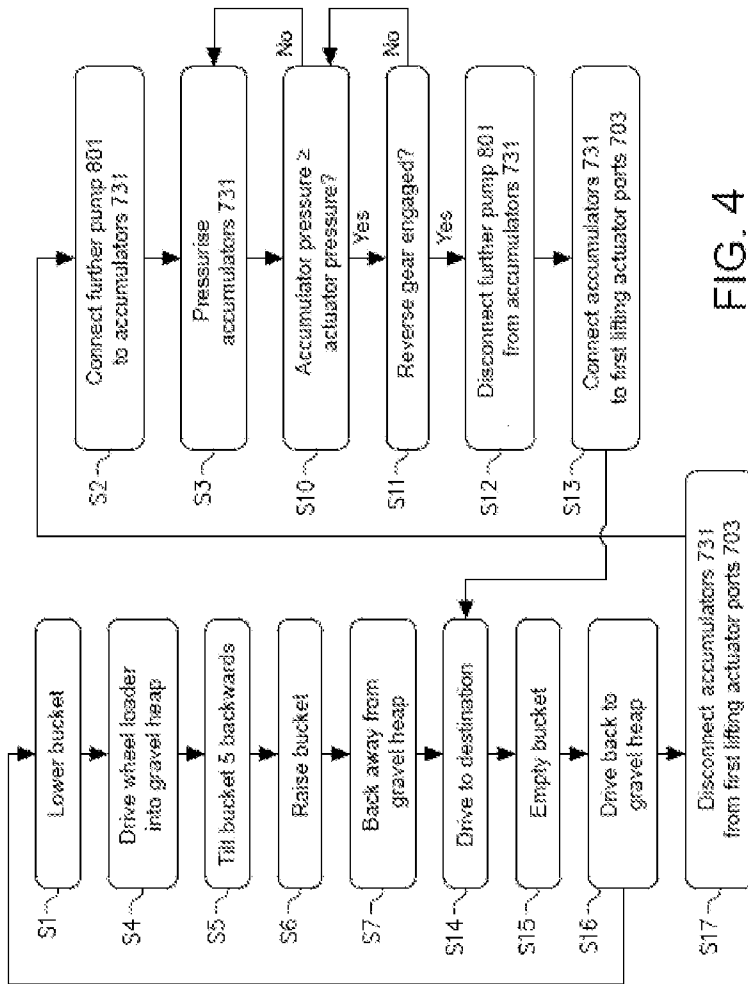 S1
Lower bucket
S4
Drive wheel loader
into gravel heap
S5
Tilt bucket 5 backwards
S6
Raise bucket
S7
Back away from
gravel heap
S14
Drive to destination
S15
Empty bucket
S16
Drive back to
gravel heap
S17
Disconnect accumulators 731
from first lifting actuator ports 703
S2
Connect further pump 801
to accumulators 731
S3
Pressurise
accumulators 731
No
S10
Accumulator pressure ≥
actuator pressure?
Yes
No
S11
Reverse gear engaged?
Yes
S12
Disconnect further pump 801
from accumulators 731
S13
Connect accumulators 731
to first lifting actuator ports 703
FIG. 4